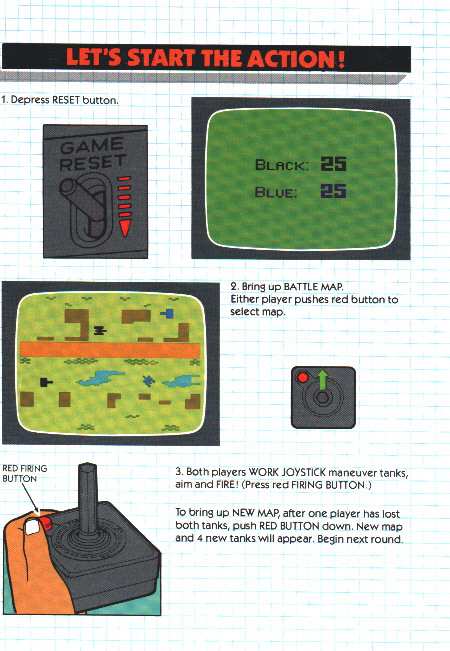 LET'S START THE ACTION!
1. Depress RESET button.
GAME
RESET
BLACK: 25
BLUE: 25
2. Bring up BATTLE MAP.
Either player pushes red button to
select map.
RED FIRING
BUTTON
3. Both players WORK JOYSTICK maneuver tanks,
aim and FIRE! (Press red FIRING BUTTON.)
To bring up NEW MAP, after one player has lost
both tanks, push RED BUTTON down. New map
and 4 new tanks will appear. Begin next round.